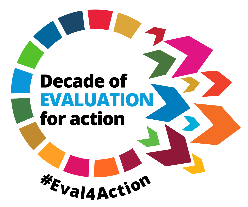 Decade of
EVALUATION
for action
#Eval4Action